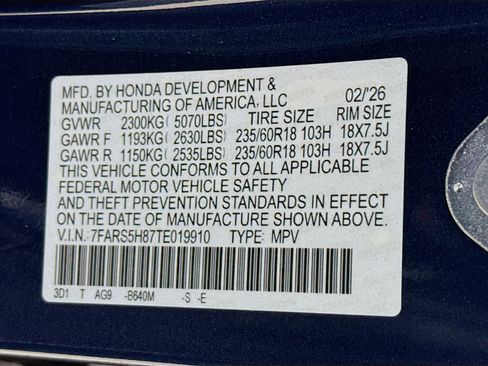 MFD. BY HONDA DEVELOPMENT &
MANUFACTURING OF AMERICA, LLC 02/'26
GVWR 2300KG( 5070LBS) TIRE SIZE RIM SIZE
GAWR F 1193KG( 2630LBS) 235/60R18 103H 18X7.5J
GAWR R 1150KG( 2535LBS) 235/60R18 103H 18X7.5J
THIS VEHICLE CONFORMS TO ALL APPLICABLE
FEDERAL MOTOR VEHICLE SAFETY
AND THEFT PREVENTION STANDARDS IN EFFECT
ON THE DATE OF MANUFACTURE SHOWN ABOVE.
V.I.N.: 7FARS5H87TE019910 TYPE: MPV
3D1 T AG9 -B640M -S -E